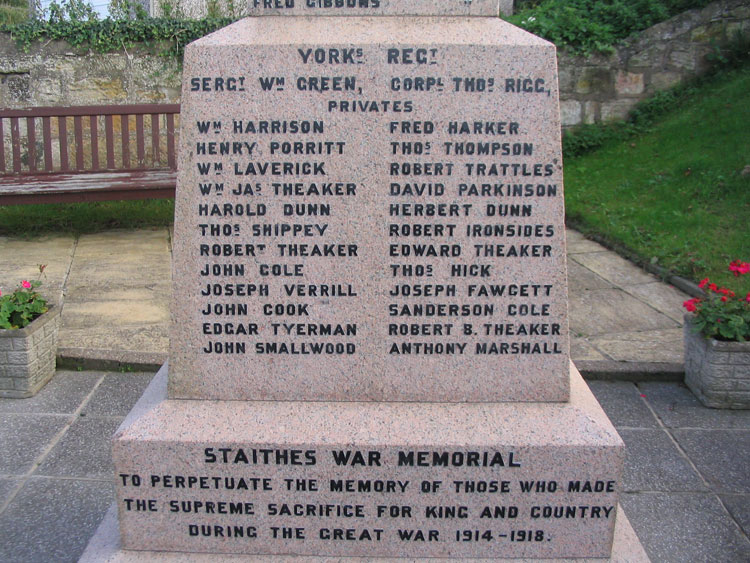 FRED GIBBONS
YORKS REGT
SERGT WM GREEN, CORPL THOS RIGG,
PRIVATES
WM HARRISON FRED HARKER
HENRY PORRITT THOS THOMPSON
WM LAVERICK ROBERT TRATTLES
WM JAS THEAKER DAVID PARKINSON
HAROLD DUNN HERBERT DUNN
THOS SHIPPEY ROBERT IRONSIDES
ROBERT THEAKER EDWARD THEAKER
JOHN COLE THOS HICK
JOSEPH VERRILL JOSEPH FAWCETT
JOHN COOK SANDERSON COLE
EDGAR TYERMAN ROBERT B. THEAKER
JOHN SMALLWOOD ANTHONY MARSHALL
STAITHES WAR MEMORIAL
TO PERPETUATE THE MEMORY OF THOSE WHO MADE
THE SUPREME SACRIFICE FOR KING AND COUNTRY
DURING THE GREAT WAR 1914-1918.